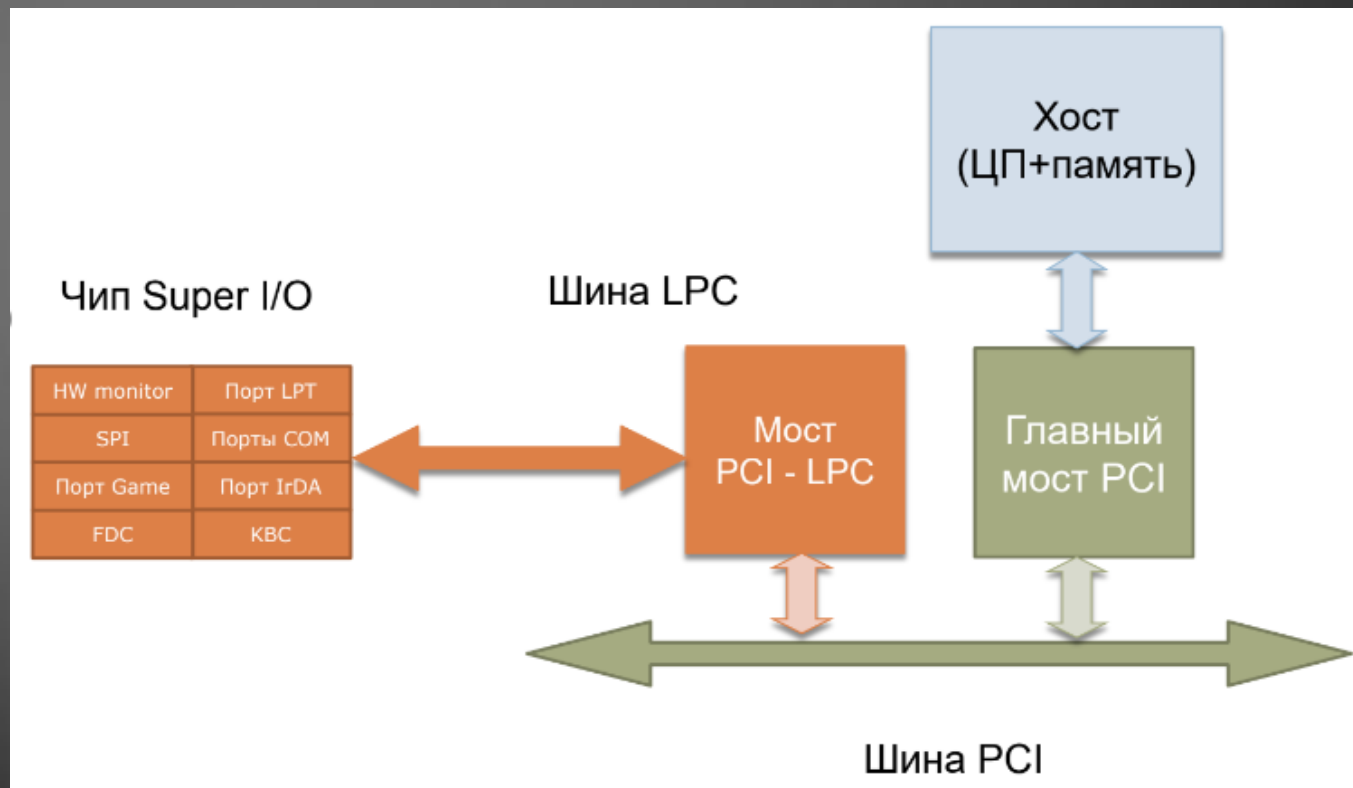 Хост
(ЦП+память)
Чип Super I/O
Шина LPC
HW monitor
Порт LPT
SPI
Порты COM
Порт Game
Порт IrDA
FDC
KBC
Мост
PCI - LPC
Главный
мост PCI
Шина PCI